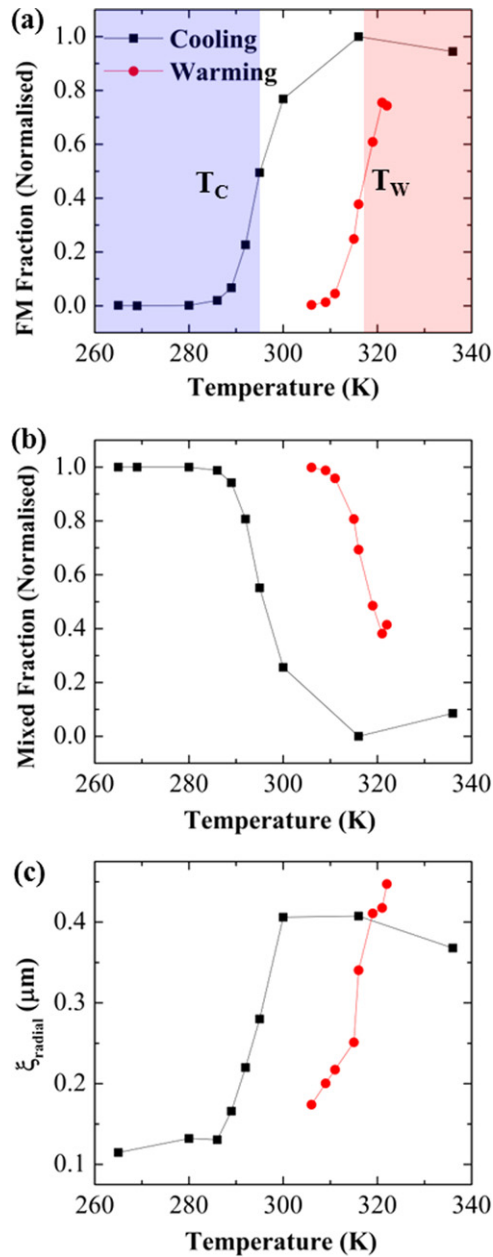 (a)
1.0
0.8
0.6
0.4
0.2
0.0
FM Fraction (Normalised)
Cooling
Warming
T_C
T_W
260 280 300 320 340
Temperature (K)
(b)
1.0
0.8
0.6
0.4
0.2
0.0
Mixed Fraction (Normalised)
260 280 300 320 340
Temperature (K)
(c)
0.4
0.3
0.2
0.1
ξ_radial (μm)
260 280 300 320 340
Temperature (K)